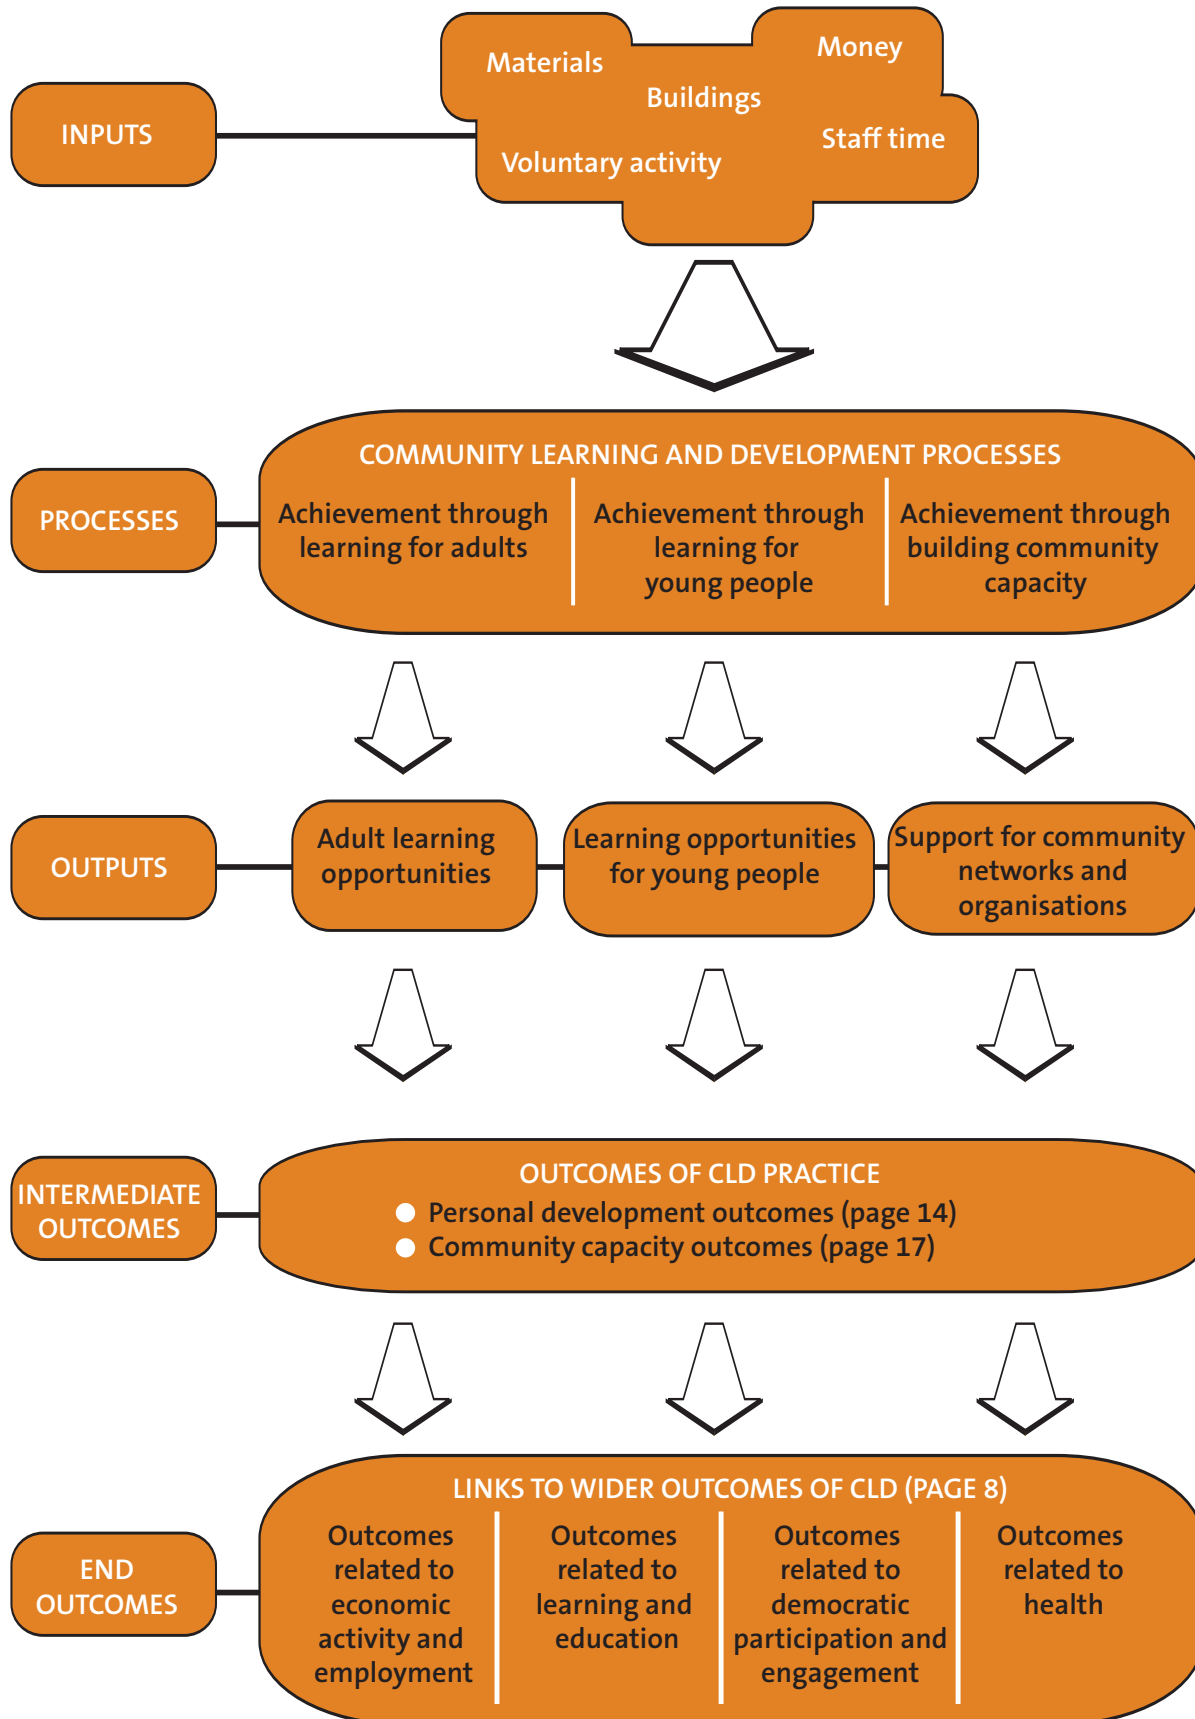 INPUTS
Materials
Money
Buildings
Staff time
Voluntary activity
PROCESSES
COMMUNITY LEARNING AND DEVELOPMENT PROCESSES
Achievement through
learning for adults
Achievement through
learning for
young people
Achievement through
building community
capacity
OUTPUTS
Adult learning
opportunities
Learning opportunities
for young people
Support for community
networks and
organisations
INTERMEDIATE
OUTCOMES
OUTCOMES OF CLD PRACTICE
Personal development outcomes (page 14)
Community capacity outcomes (page 17)
END
OUTCOMES
LINKS TO WIDER OUTCOMES OF CLD (PAGE 8)
Outcomes
related to
economic
activity and
employment
Outcomes
related to
learning and
education
Outcomes
related to
democratic
participation and
engagement
Outcomes
related to
health